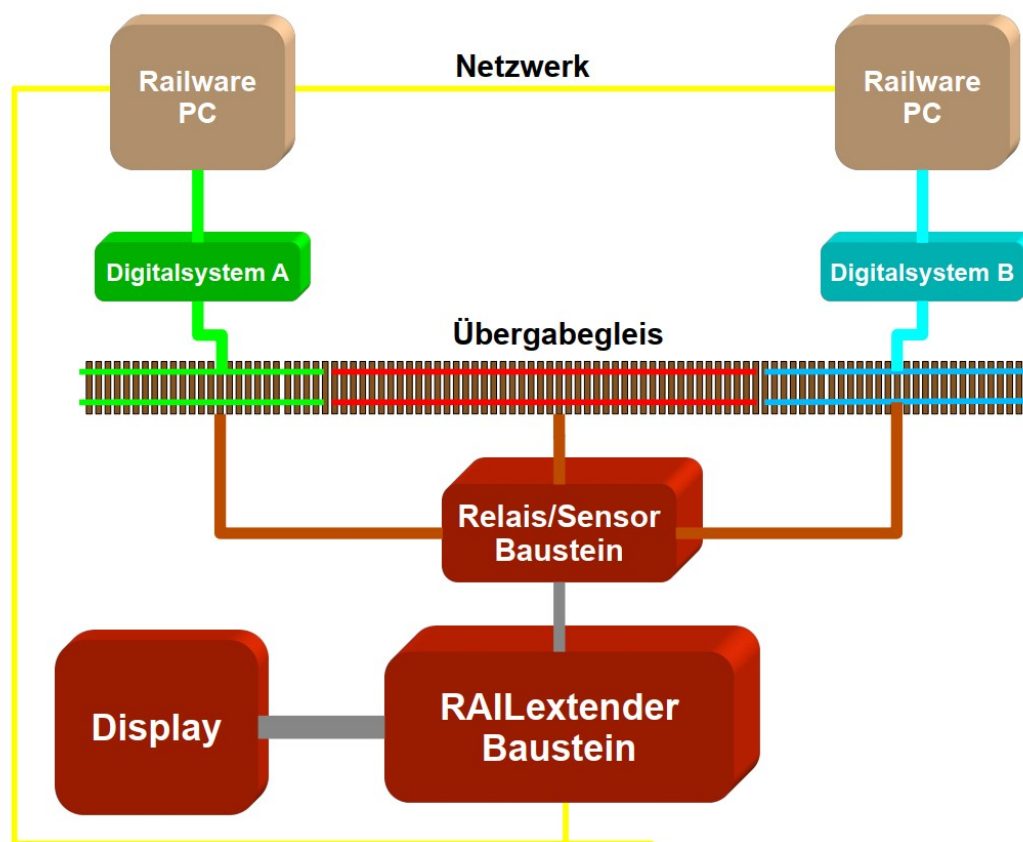 Netzwerk
Railware
PC
Railware
PC
Digitalsystem A
Digitalsystem B
Übergabegleis
Relais/Sensor
Baustein
Display
RAILextender
Baustein